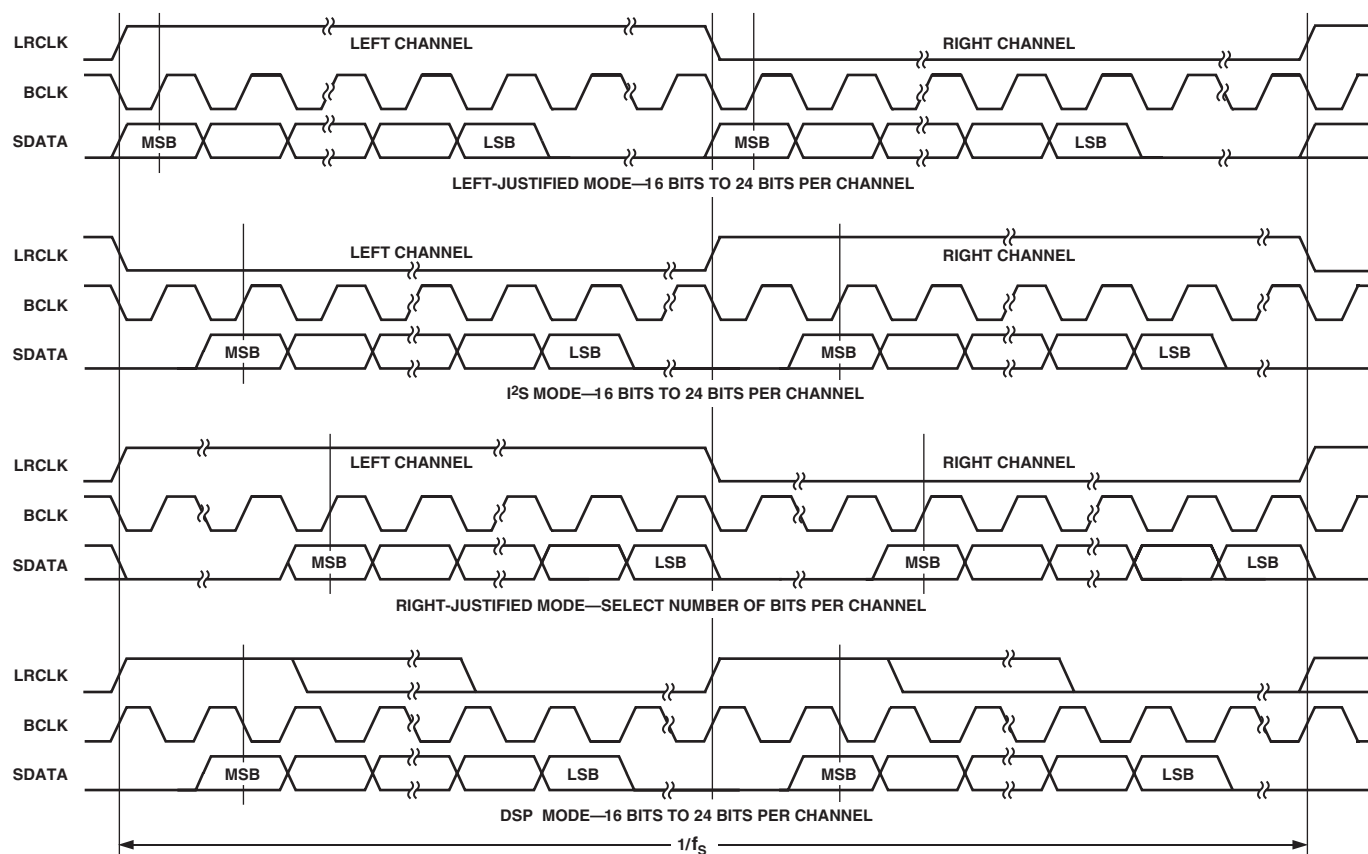 LRCLK LEFT CHANNEL RIGHT CHANNEL
BCLK
SDATA MSB LSB MSB LSB
LEFT-JUSTIFIED MODE—16 BITS TO 24 BITS PER CHANNEL
LRCLK LEFT CHANNEL RIGHT CHANNEL
BCLK
SDATA MSB LSB MSB LSB
I²S MODE—16 BITS TO 24 BITS PER CHANNEL
LRCLK LEFT CHANNEL RIGHT CHANNEL
BCLK
SDATA MSB LSB MSB LSB
RIGHT-JUSTIFIED MODE—SELECT NUMBER OF BITS PER CHANNEL
LRCLK
BCLK
SDATA MSB LSB MSB LSB
DSP MODE—16 BITS TO 24 BITS PER CHANNEL
1/fS